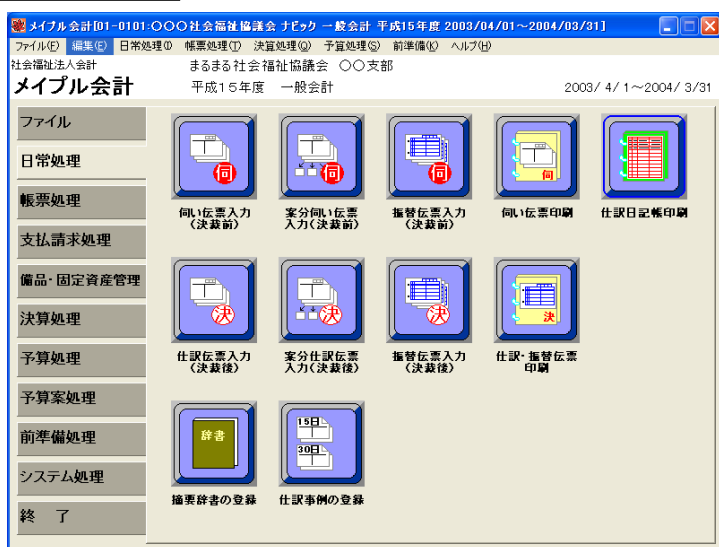 メイプル会計[01-0101:〇〇〇社会福祉協議会 ナビック 一般会計 平成15年度 2003/04/01～2004/03/31]
ファイル(F) 編集(E) 日常処理(I) 帳票処理(T) 決算処理(Q) 予算処理(S) 前準備(K) ヘルプ(H)
社会福祉法人会計 まるまる社会福祉協議会 〇〇支部
メイプル会計 平成15年度 一般会計 2003/ 4/ 1～2004/ 3/31
ファイル
日常処理
帳票処理
支払請求処理
備品・固定資産管理
決算処理
予算処理
予算案処理
前準備処理
システム処理
終 了
伺
伺
伺
伺
伺い伝票入力
(決裁前)
案分伺い伝票
入力(決裁前)
振替伝票入力
(決裁前)
伺い伝票印刷
仕訳日記帳印刷
決
決
決
決
仕訳伝票入力
(決裁後)
案分仕訳伝票
入力(決裁後)
振替伝票入力
(決裁後)
仕訳・振替伝票
印刷
辞書
15日
30日
摘要辞書の登録
仕訳事例の登録